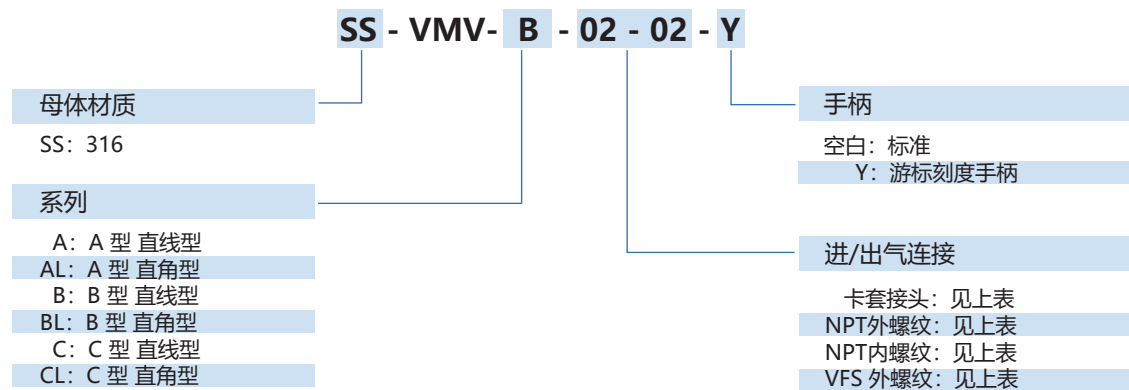 SS - VMV- B - 02 - 02 - Y
母体材质
SS：316
系列
A：A 型 直线型
AL：A 型 直角型
B：B 型 直线型
BL：B 型 直角型
C：C 型 直线型
CL：C 型 直角型
手柄
空白：标准
Y：游标刻度手柄
进/出气连接
卡套接头：见上表
NPT外螺纹：见上表
NPT内螺纹：见上表
VFS 外螺纹：见上表